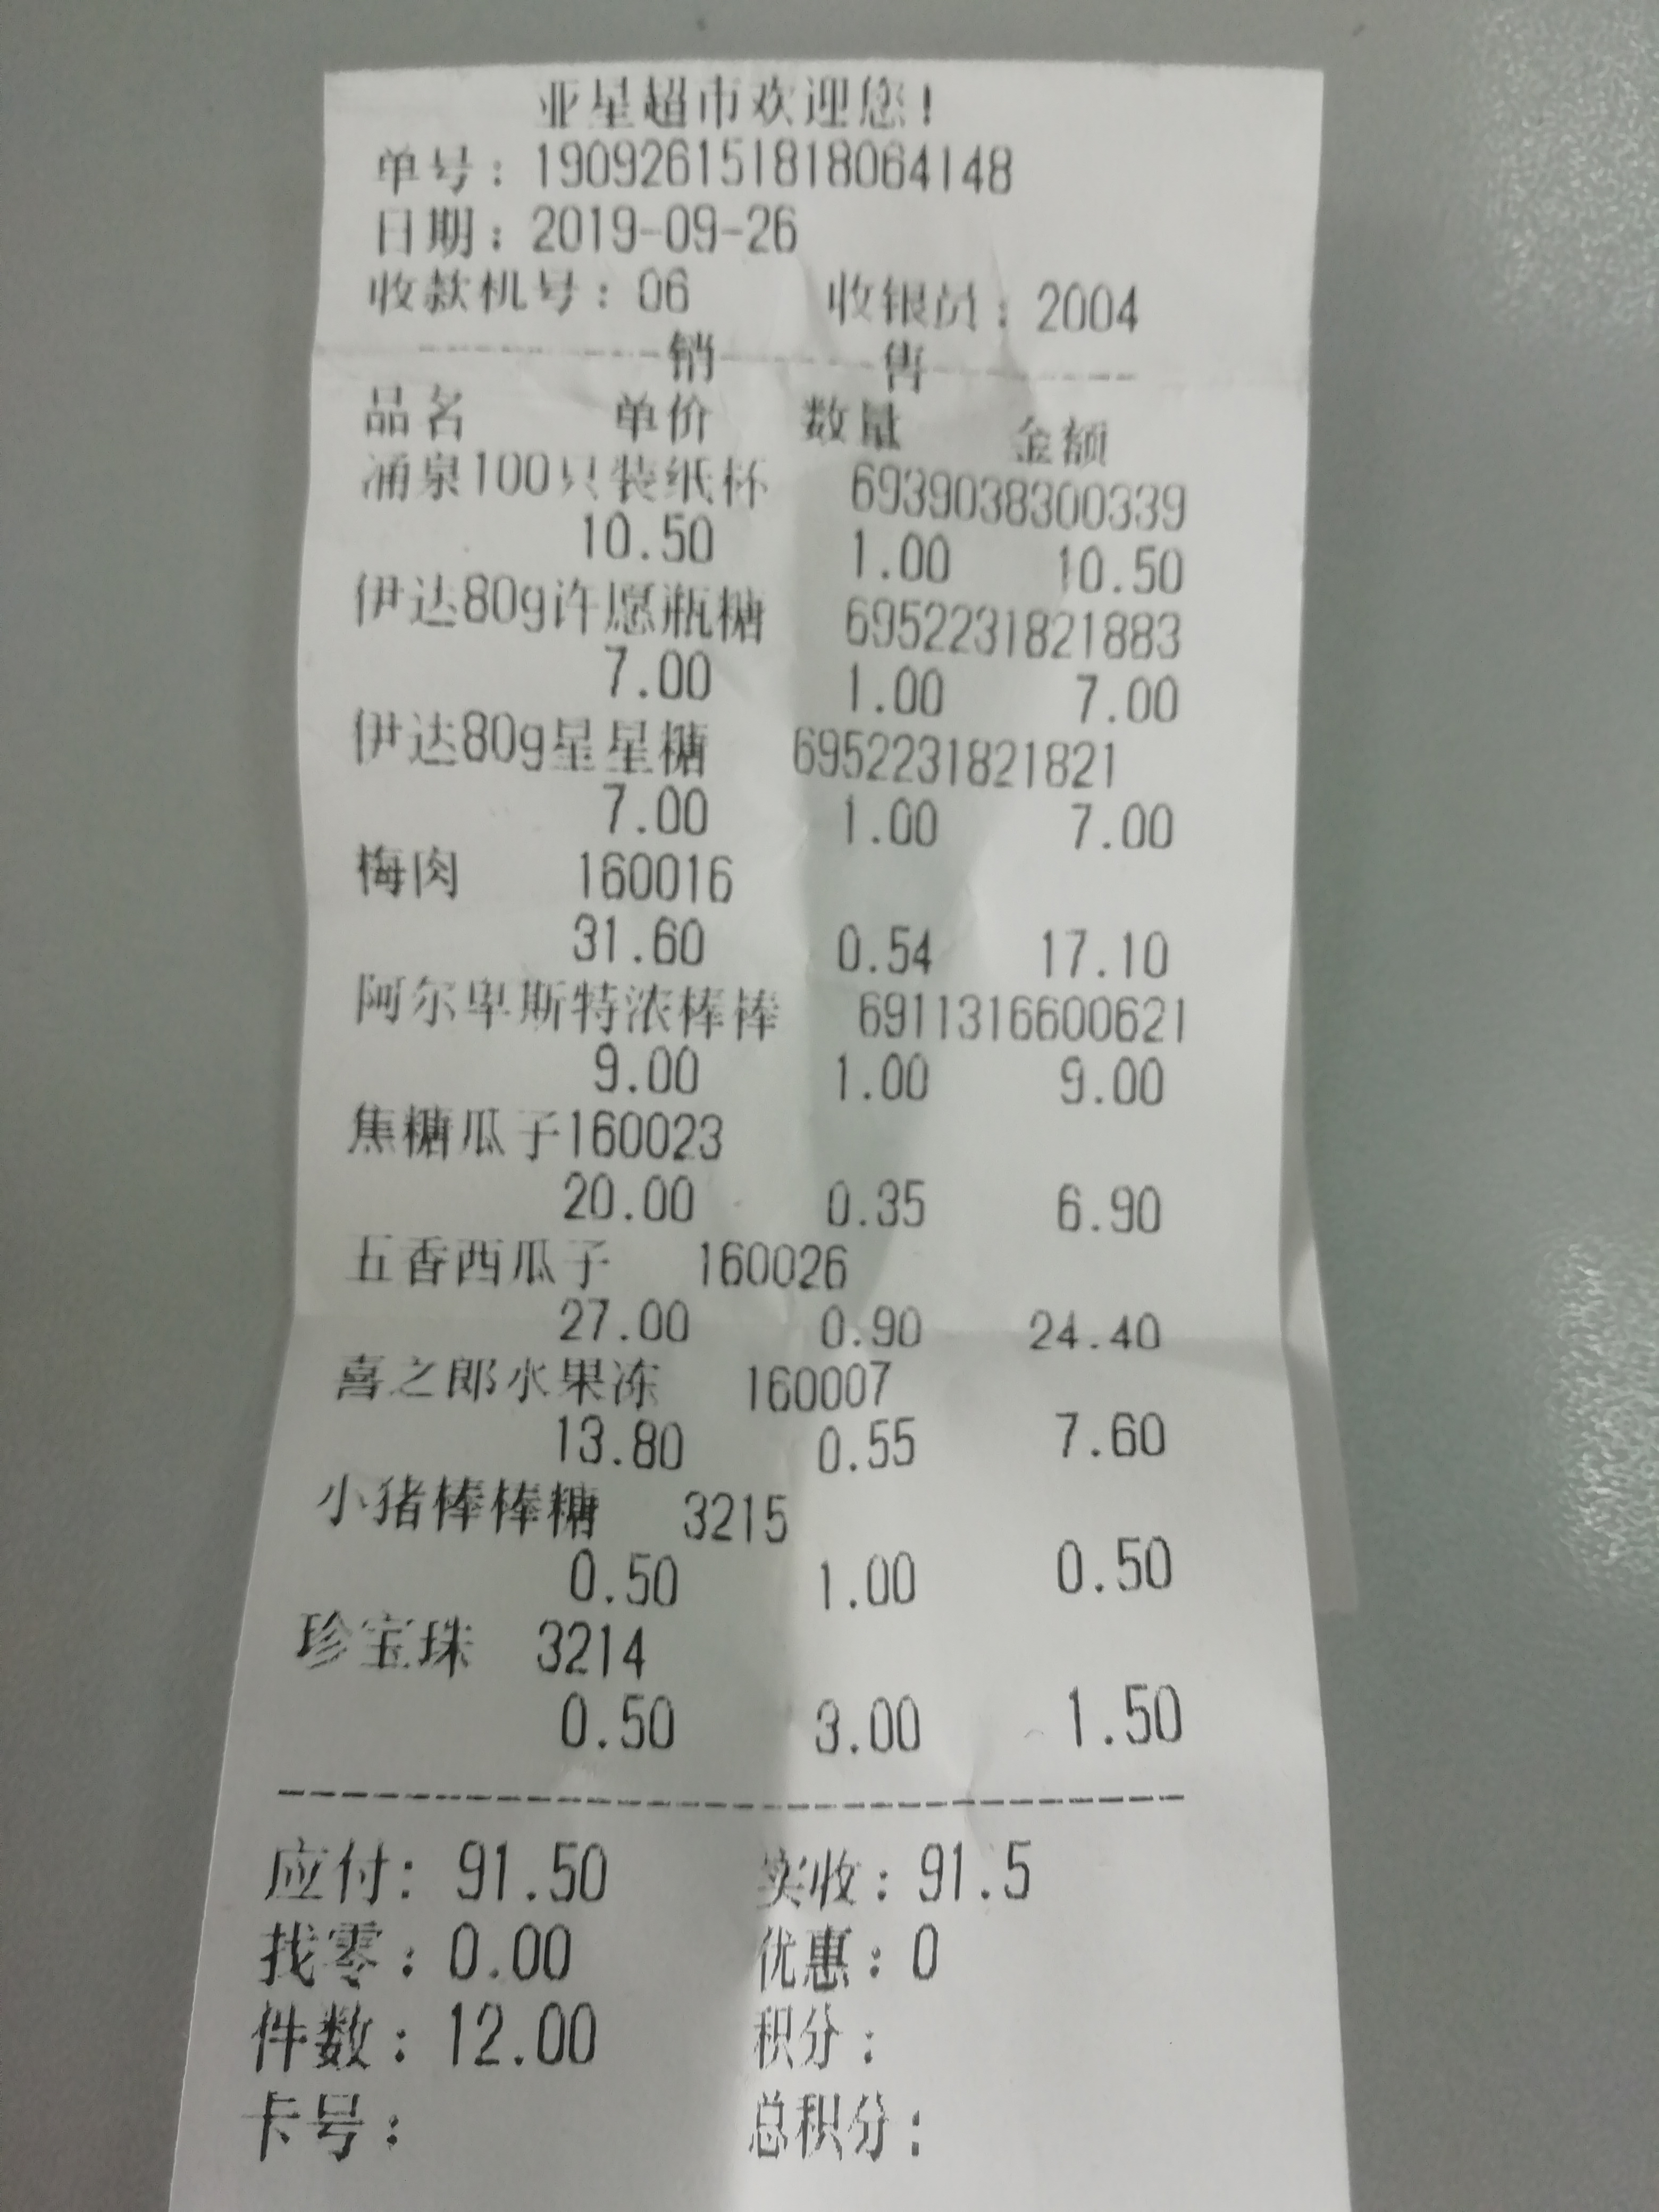 亚星超市欢迎您!
单号: 190926151818064148
日期: 2019-09-26
收款机号: 06 收银员: 2004
----------销-------售----------
品名 单价 数量 金额
涌泉100只装纸杯 6939038300339
10.50 1.00 10.50
伊达80g许愿瓶糖 6952231821883
7.00 1.00 7.00
伊达80g星星糖 6952231821821
7.00 1.00 7.00
梅肉 160016
31.60 0.54 17.10
阿尔卑斯特浓棒棒 6911316600621
9.00 1.00 9.00
焦糖瓜子160023
20.00 0.35 6.90
五香西瓜子 160026
27.00 0.90 24.40
喜之郎水果冻 160007
13.80 0.55 7.60
小猪棒棒糖 3215
0.50 1.00 0.50
珍宝珠 3214
0.50 3.00 1.50
--------------------------------
应付: 91.50 实收: 91.5
找零: 0.00 优惠: 0
件数: 12.00 积分:
卡号: 总积分: